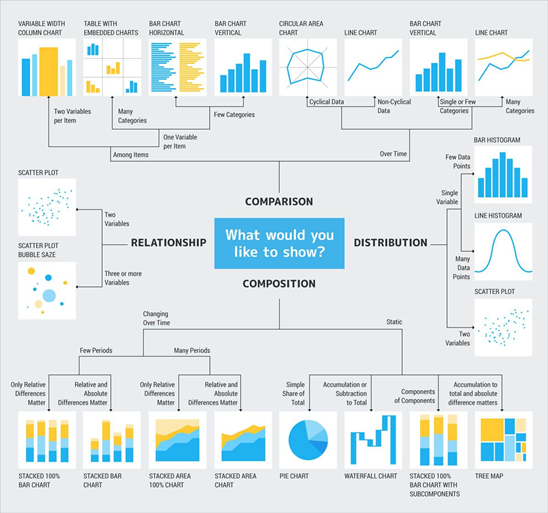 VARIABLE WIDTH
COLUMN CHART
TABLE WITH
EMBEDDED CHARTS
BAR CHART
HORIZONTAL
BAR CHART
VERTICAL
CIRCULAR AREA
CHART
LINE CHART
BAR CHART
VERTICAL
LINE CHART
Two Variables
per Item
Many
Categories
Few Categories
Cyclical Data
Non-Cyclical
Data
Single or Few
Categories
Many
Categories
One Variable
per Item
Among Items
Over Time
BAR HISTOGRAM
Few Data
Points
SCATTER PLOT
Single
Variable
COMPARISON
Two
Variables
LINE HISTOGRAM
RELATIONSHIP
What would you
like to show?
DISTRIBUTION
SCATTER PLOT
BUBBLE SAZE
Many
Data
Points
Three or more
Variables
COMPOSITION
SCATTER PLOT
Changing
Over Time
Static
Two
Variables
Few Periods
Many Periods
Only Relative
Differences
Matter
Relative and
Absolute
Differences Matter
Only Relative
Differences
Matter
Relative and
Absolute
Differences Matter
Simple
Share of
Total
Accumulation or
Subtraction
to Total
Components
of Components
Accumulation to
total and absolute
difference matters
STACKED 100%
BAR CHART
STACKED BAR
CHART
STACKED AREA
100% CHART
STACKED AREA
CHART
PIE CHART
WATERFALL CHART
STACKED 100%
BAR CHART WITH
SUBCOMPONENTS
TREE MAP